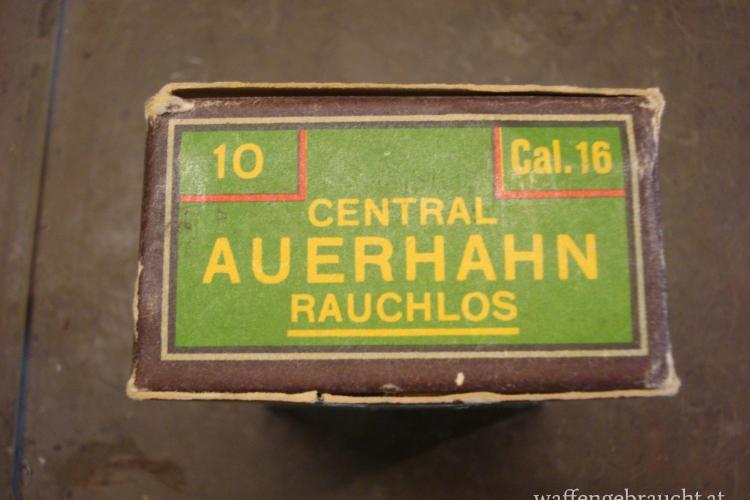 10
Cal. 16
CENTRAL
AUERHAHN
RAUCHLOS
waffengebraucht.at